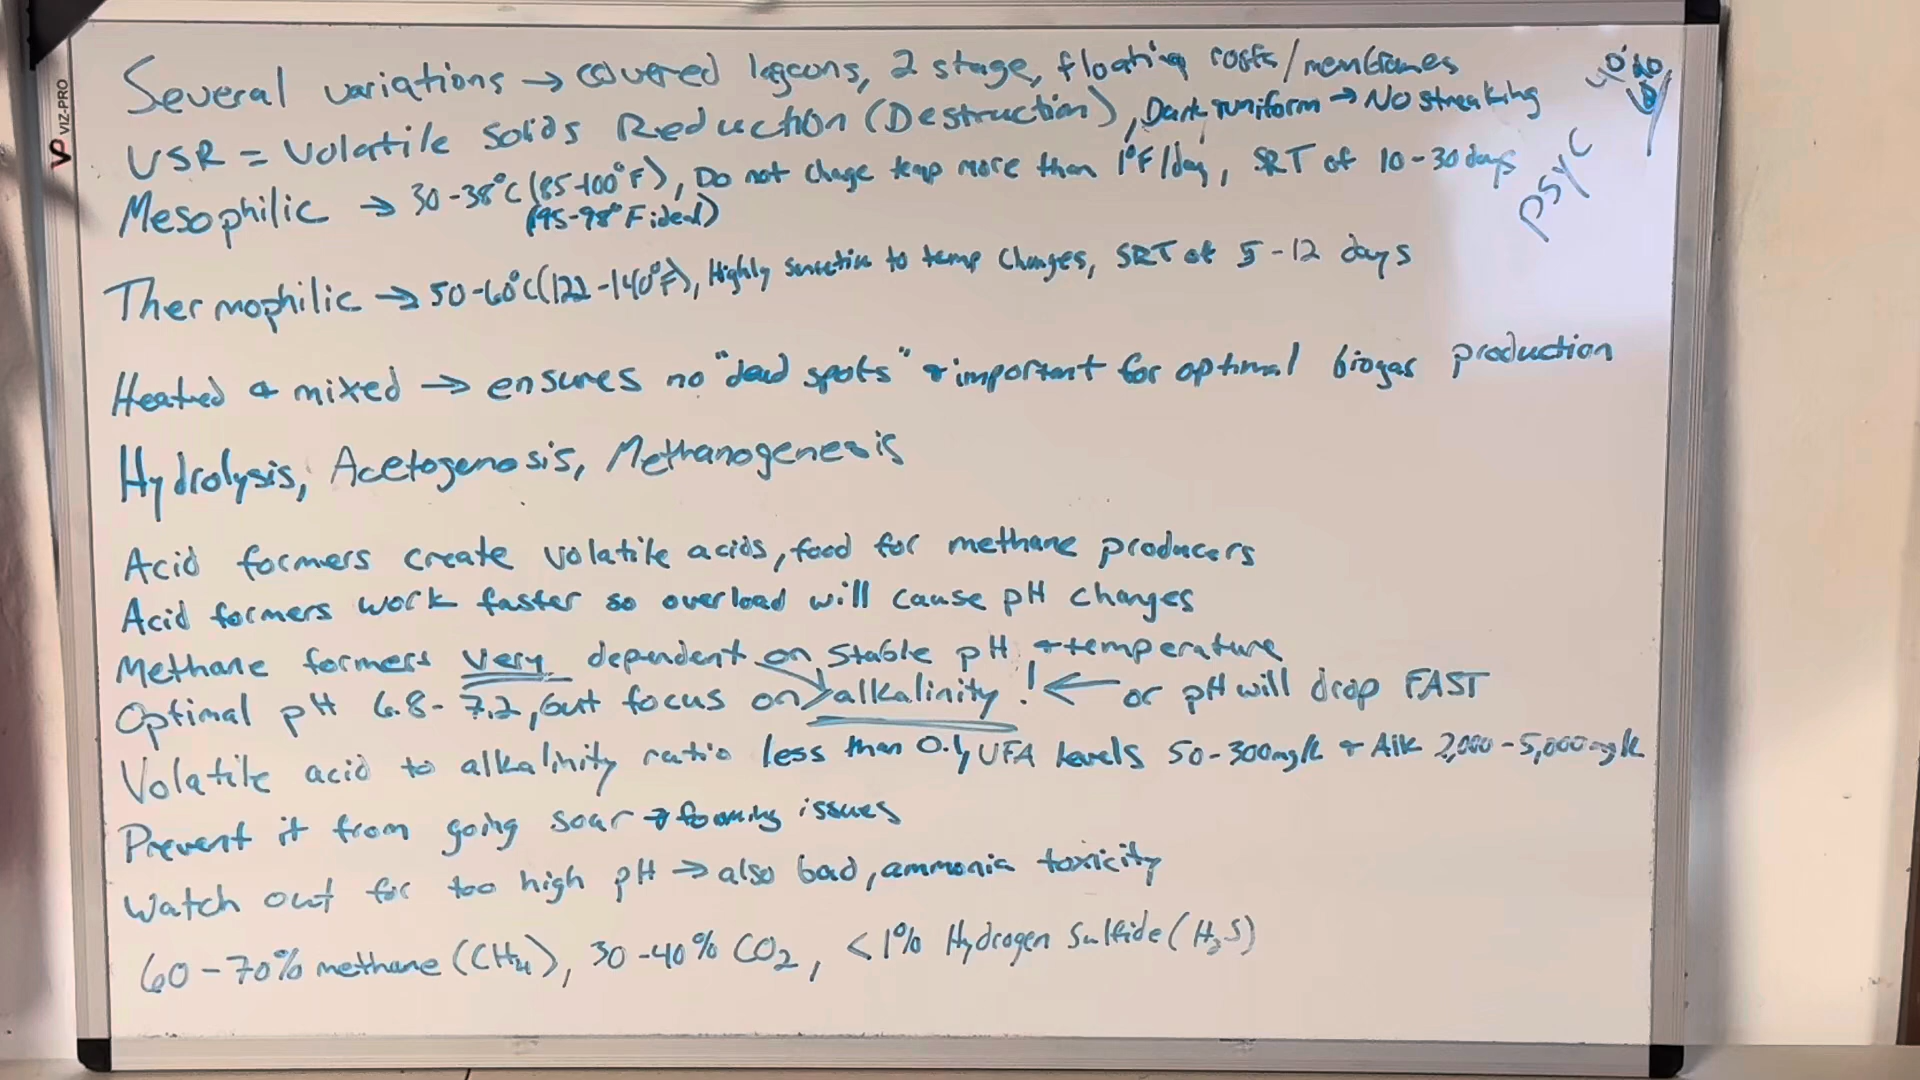 Several variations → covered lagoons, 2 stage, floating roofs/membranes
VSR = Volatile Solids Reduction (Destruction), Dark + uniform → No streaking
Mesophilic → 30-38°C (85-100°F), Do not change temp more than 1°F/day, SRT of 10-30 days
(95-98°F ideal)
Thermophilic → 50-60°C (122-140°F), Highly sensitive to temp changes, SRT of 5-12 days
Heated & mixed → ensures no "dead spots" & important for optimal biogas production
Hydrolysis, Acetogenosis, Methanogenesis
Acid formers create volatile acids, food for methane producers
Acid formers work faster so overload will cause pH changes
Methane formers very dependent on stable pH + temperature
Optimal pH 6.8-7.2, but focus on alkalinity! ← or pH will drop FAST
Volatile acid to alkalinity ratio less than 0.1, VFA levels 50-300mg/L + Alk 2,000-5,000mg/L
Prevent it from going sour → foaming issues
Watch out for too high pH → also bad, ammonia toxicity
60-70% methane (CH4), 30-40% CO2, <1% Hydrogen Sulfide (H2S)
psyc
VIZ-PRO